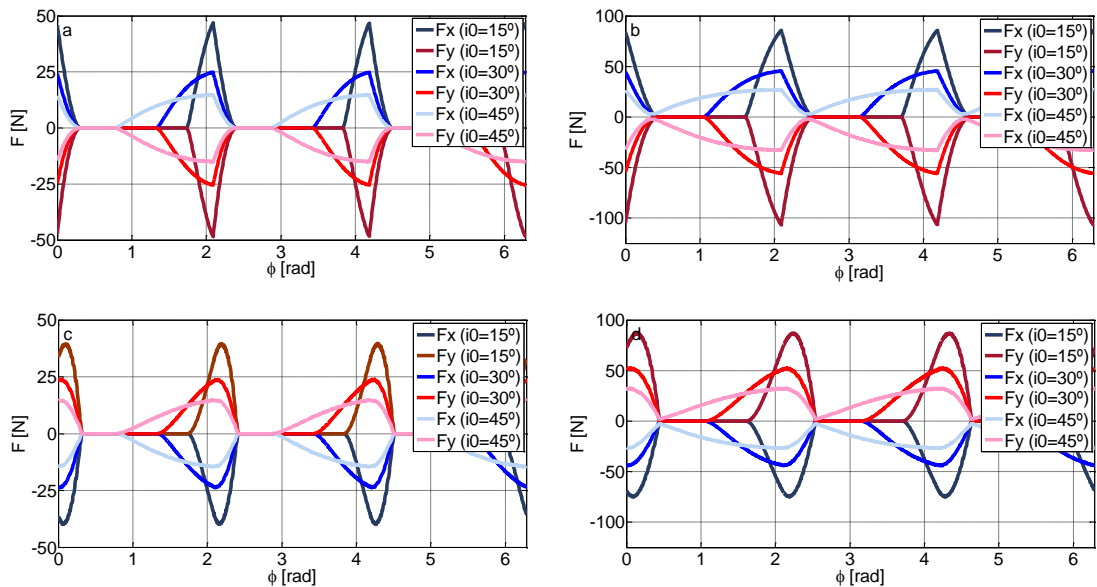 a
50
25
0
-25
-50
F [N]
0 1 2 3 4 5 6
ϕ [rad]
Fx (i0=15º)
Fy (i0=15º)
Fx (i0=30º)
Fy (i0=30º)
Fx (i0=45º)
Fy (i0=45º)
b
100
50
0
-50
-100
F [N]
0 1 2 3 4 5 6
ϕ [rad]
Fx (i0=15º)
Fy (i0=15º)
Fx (i0=30º)
Fy (i0=30º)
Fx (i0=45º)
Fy (i0=45º)
c
50
25
0
-25
-50
F [N]
0 1 2 3 4 5 6
ϕ [rad]
Fx (i0=15º)
Fy (i0=15º)
Fx (i0=30º)
Fy (i0=30º)
Fx (i0=45º)
Fy (i0=45º)
d
100
50
0
-50
-100
F [N]
0 1 2 3 4 5 6
ϕ [rad]
Fx (i0=15º)
Fy (i0=15º)
Fx (i0=30º)
Fy (i0=30º)
Fx (i0=45º)
Fy (i0=45º)